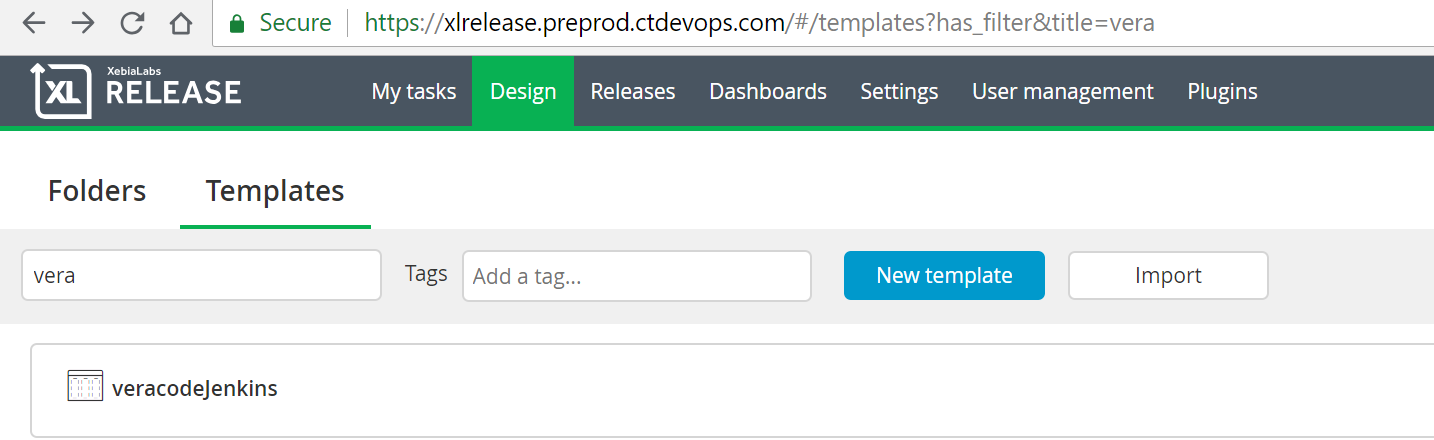 Secure https://xlrelease.preprod.ctdevops.com/#/templates?has_filter&title=vera
XL XebiaLabs RELEASE My tasks Design Releases Dashboards Settings User management Plugins
Folders Templates
vera Tags Add a tag... New template Import
veracodeJenkins